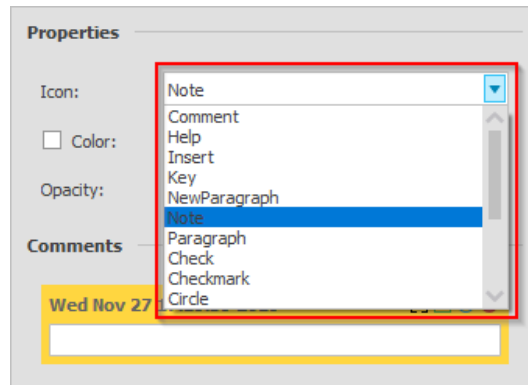 Properties
Icon:
Note
Comment
Help
Insert
Key
NewParagraph
Note
Paragraph
Check
Checkmark
Circle
Color:
Opacity:
Comments
Wed Nov 27